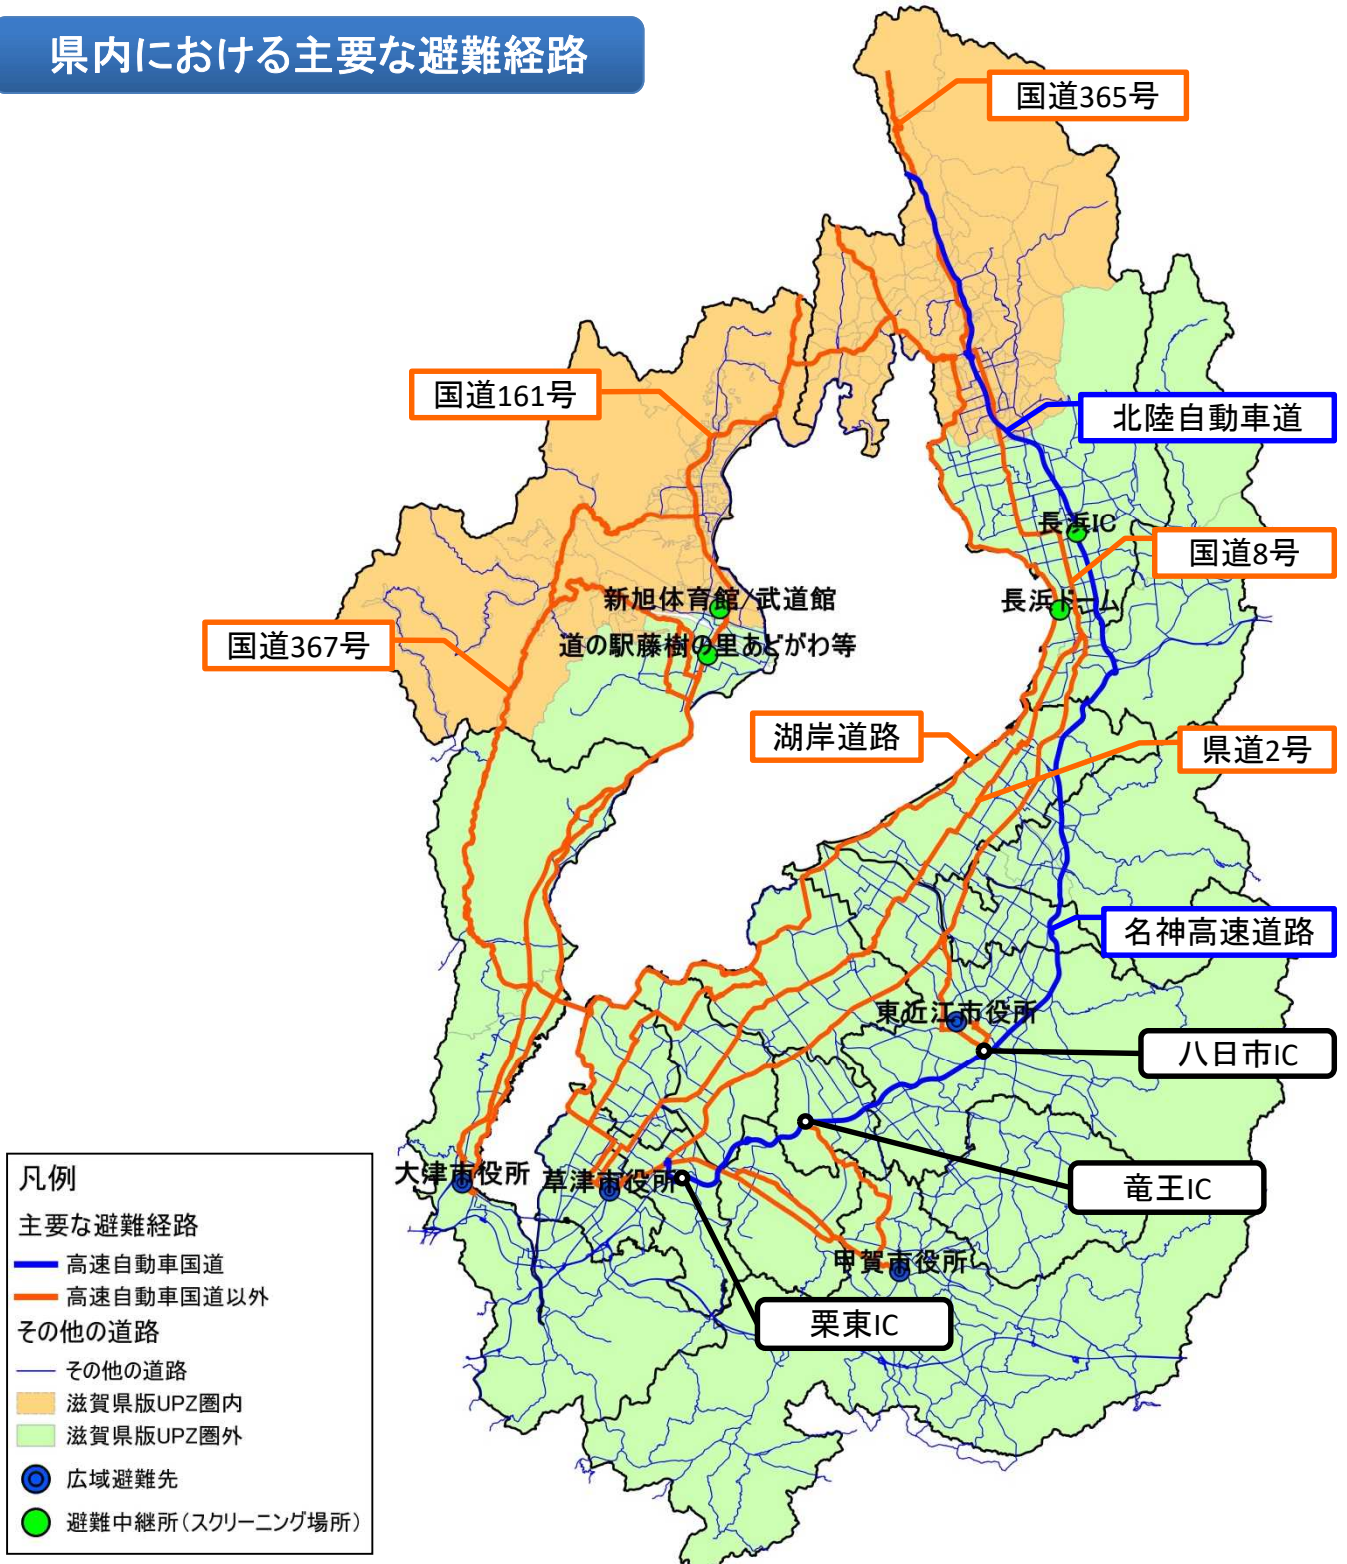 県内における主要な避難経路
国道365号
国道161号
北陸自動車道
長浜IC
国道8号
新旭体育館/武道館
長浜ドーム
国道367号
道の駅藤樹の里あどがわ等
湖岸道路
県道2号
名神高速道路
東近江市役所
八日市IC
大津市役所
草津市役所
竜王IC
甲賀市役所
栗東IC
凡例
主要な避難経路
高速自動車国道
高速自動車国道以外
その他の道路
その他の道路
滋賀県版UPZ圏内
滋賀県版UPZ圏外
広域避難先
避難中継所(スクリーニング場所)